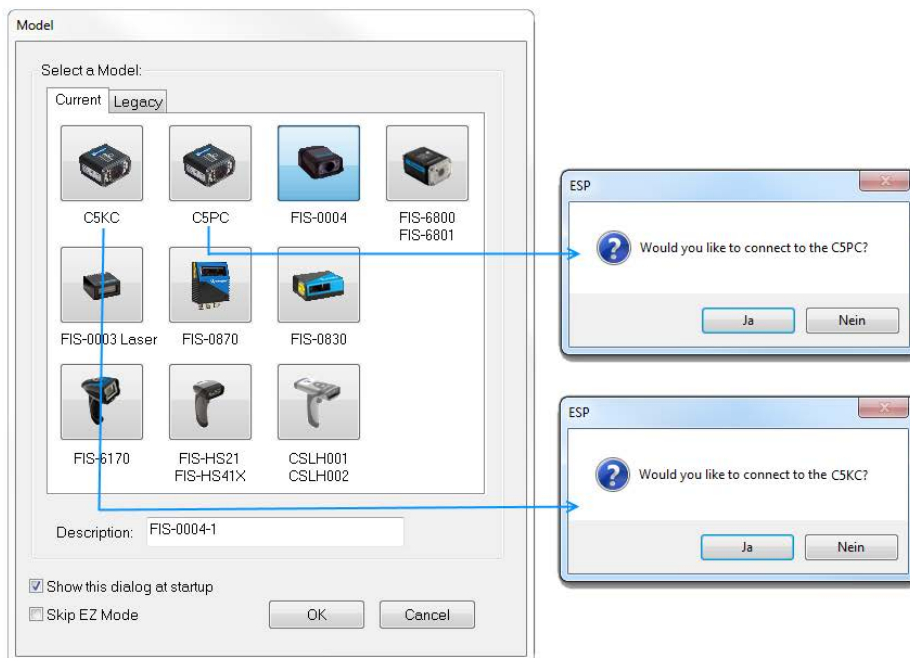 Model
Select a Model:
Current Legacy
C5KC C5PC FIS-0004 FIS-6800
FIS-6801
FIS-0003 Laser FIS-0870 FIS-0830
FIS-6170 FIS-HS21 CSLH001
FIS-HS41X CSLH002
Description: FIS-0004-1
Show this dialog at startup
Skip EZ Mode OK Cancel
ESP
Would you like to connect to the C5PC?
Ja Nein
ESP
Would you like to connect to the C5KC?
Ja Nein